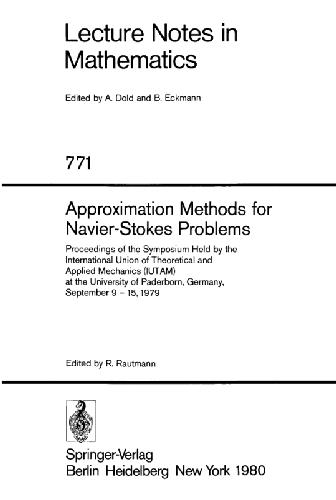 Lecture Notes in
Mathematics
Edited by A. Dold and B. Eckmann
771
Approximation Methods for
Navier-Stokes Problems
Proceedings of the Symposium Held by the
International Union of Theoretical and
Applied Mechanics (IUTAM)
at the University of Paderborn, Germany,
September 9 – 15, 1979
Edited by R. Rautmann
Springer-Verlag
Berlin Heidelberg New York 1980